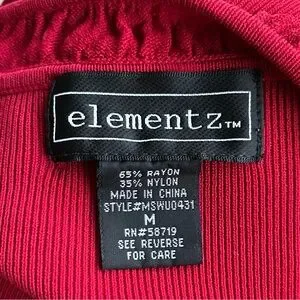 elementz™
65% RAYON
35% NYLON
MADE IN CHINA
STYLE#MSWU0431
M
RN#58719
SEE REVERSE
FOR CARE